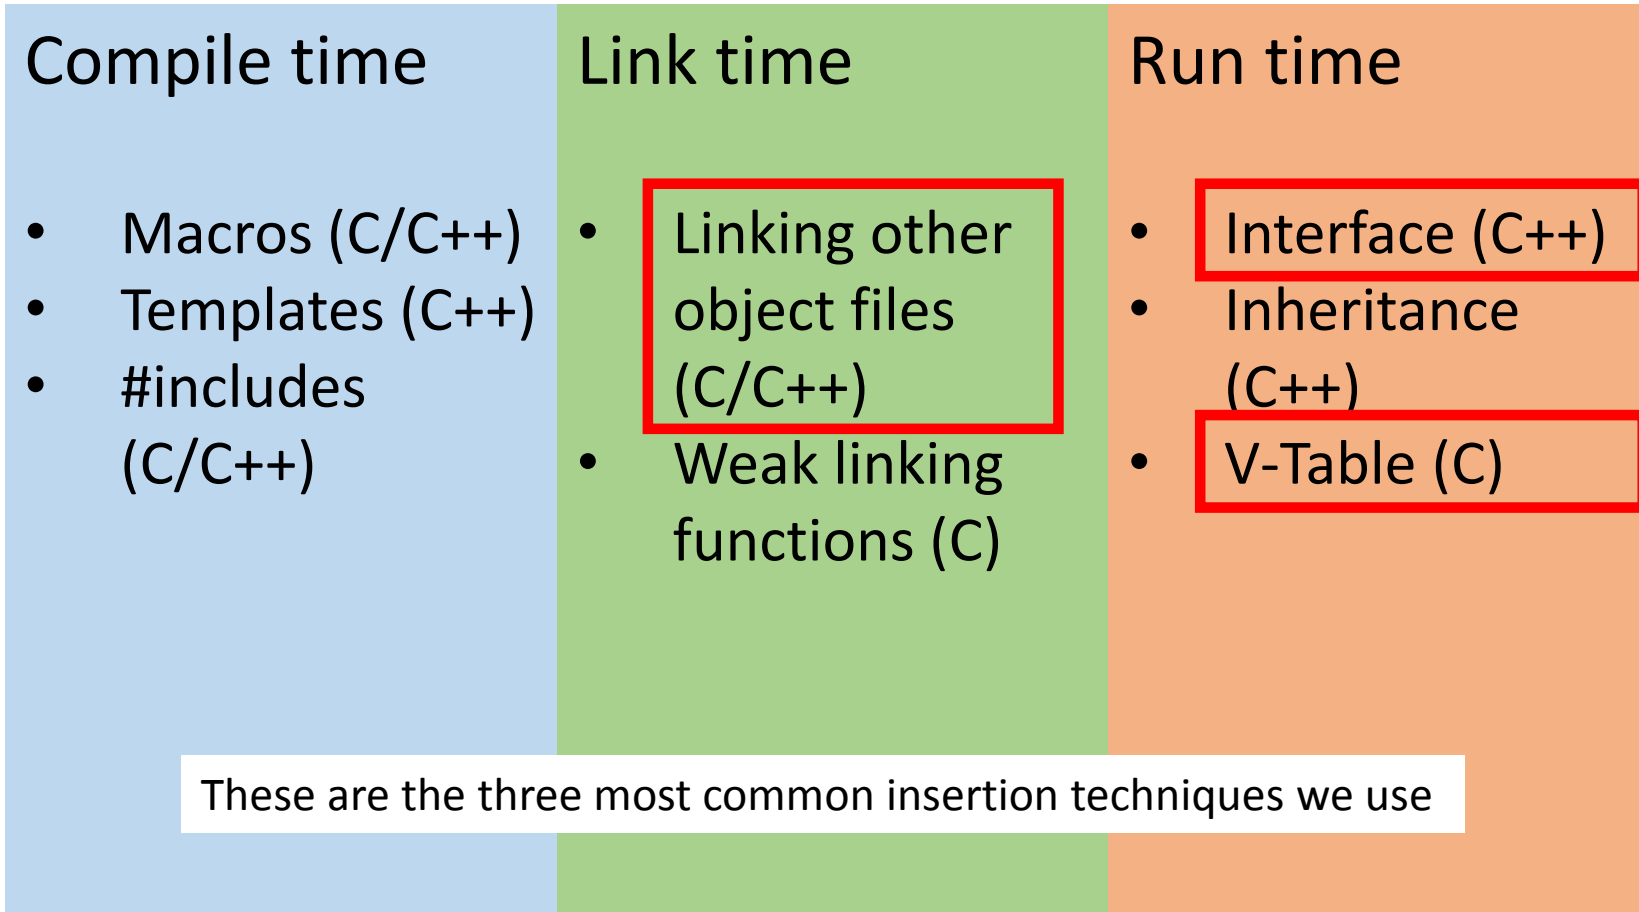 Compile time
• Macros (C/C++)
• Templates (C++)
• #includes
(C/C++)
Link time
• Linking other
object files
(C/C++)
• Weak linking
functions (C)
Run time
• Interface (C++)
• Inheritance
(C++)
• V-Table (C)
These are the three most common insertion techniques we use